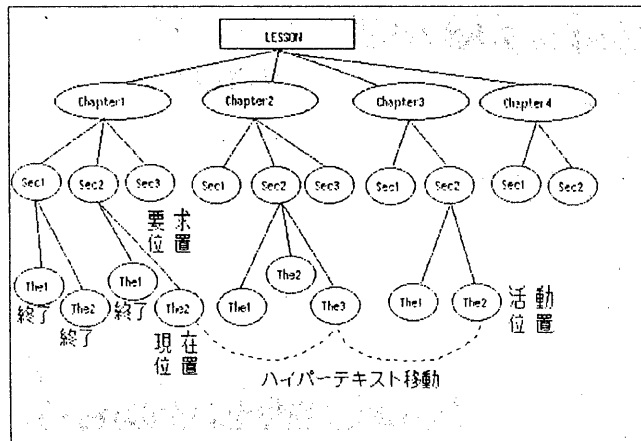 LESSON
Chapter1 Chapter2 Chapter3 Chapter4
Sec1 Sec2 Sec3 Sec1 Sec2 Sec3 Sec1 Sec2 Sec1 Sec2
要求
位置
The1 The2 The1 The2 The1 The2 The3 The1 The2
終了 終了 終了
現在
位置
活動
位置
ハイパーテキスト移動